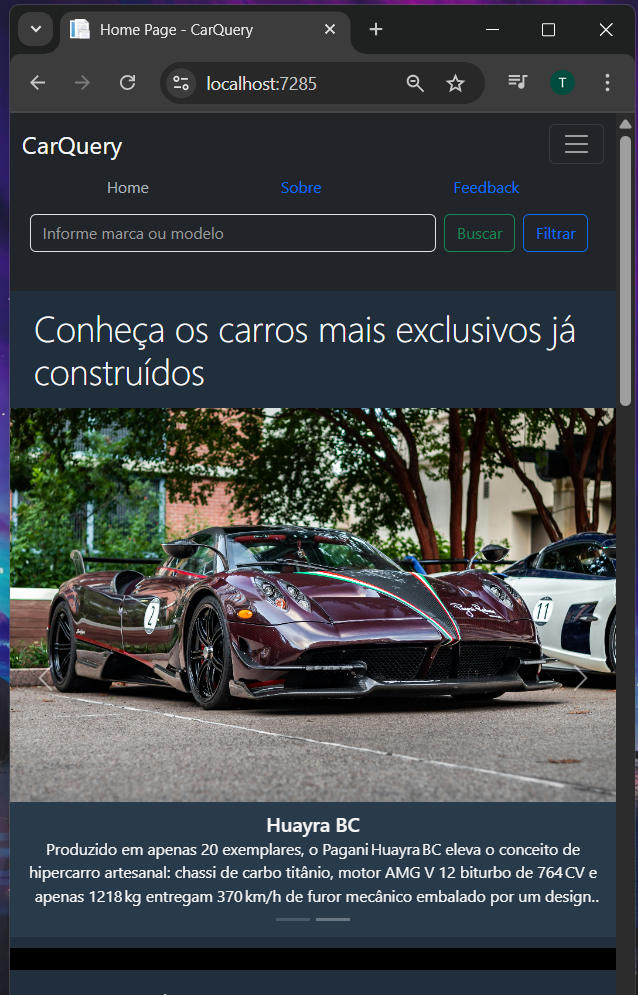 Home Page - CarQuery
localhost:7285
T
CarQuery
Home Sobre Feedback
Informe marca ou modelo Buscar Filtrar
Conheça os carros mais exclusivos já
construídos
2
11
Huayra BC
Produzido em apenas 20 exemplares, o Pagani Huayra BC eleva o conceito de
hipercarro artesanal: chassi de carbo titânio, motor AMG V 12 biturbo de 764 CV e
apenas 1218 kg entregam 370 km/h de furor mecânico embalado por um design..